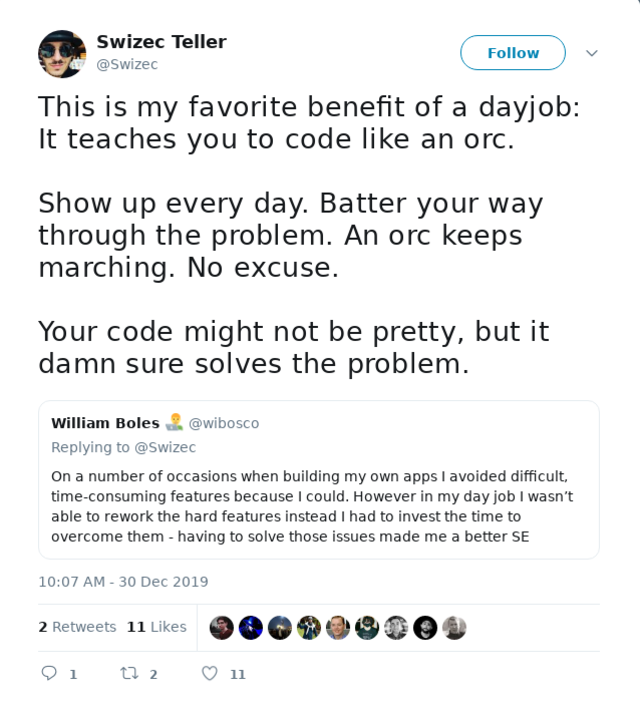 Swizec Teller
@Swizec
Follow
This is my favorite benefit of a dayjob:
It teaches you to code like an orc.
Show up every day. Batter your way
through the problem. An orc keeps
marching. No excuse.
Your code might not be pretty, but it
damn sure solves the problem.
William Boles 👨‍💻 @wibosco
Replying to @Swizec
On a number of occasions when building my own apps I avoided difficult,
time-consuming features because I could. However in my day job I wasn’t
able to rework the hard features instead I had to invest the time to
overcome them - having to solve those issues made me a better SE
10:07 AM - 30 Dec 2019
2 Retweets 11 Likes
1 2 11